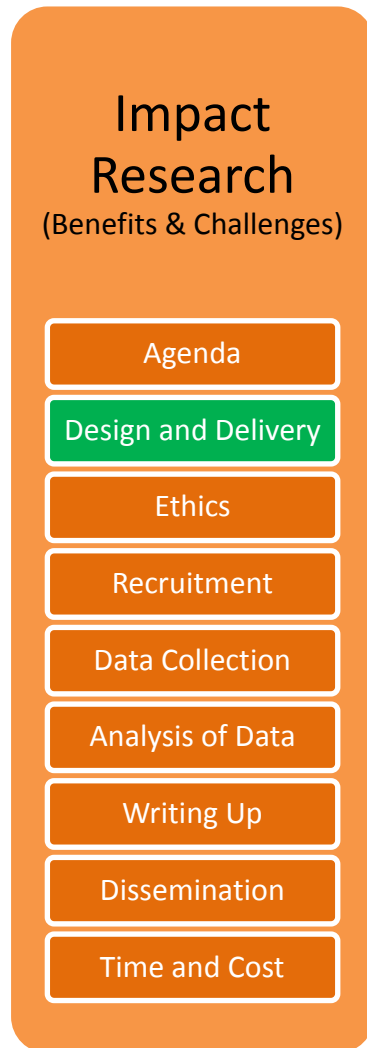 Impact
Research
(Benefits & Challenges)
Agenda
Design and Delivery
Ethics
Recruitment
Data Collection
Analysis of Data
Writing Up
Dissemination
Time and Cost